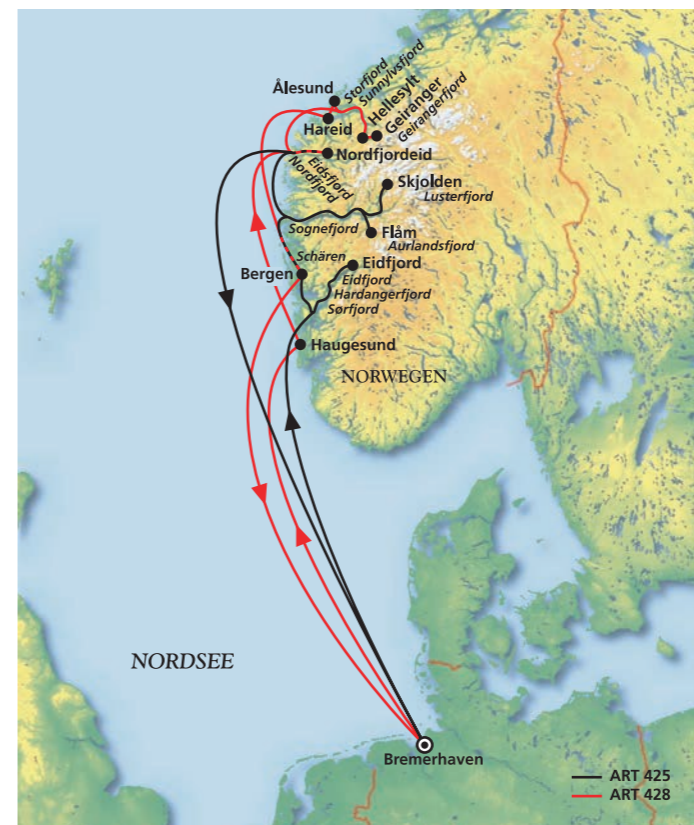 Ålesund
Storfjord
Sunnylvsfjord
Hareid
Hellesylt
Geiranger
Geirangerfjord
Nordfjordeid
Eidsfjord
Nordfjord
Skjolden
Lusterfjord
Sognefjord
Flåm
Aurlandsfjord
Schären
Bergen
Eidfjord
Eidfjord
Hardangerfjord
Sørfjord
Haugesund
NORWEGEN
NORDSEE
Bremerhaven
ART 425
ART 428